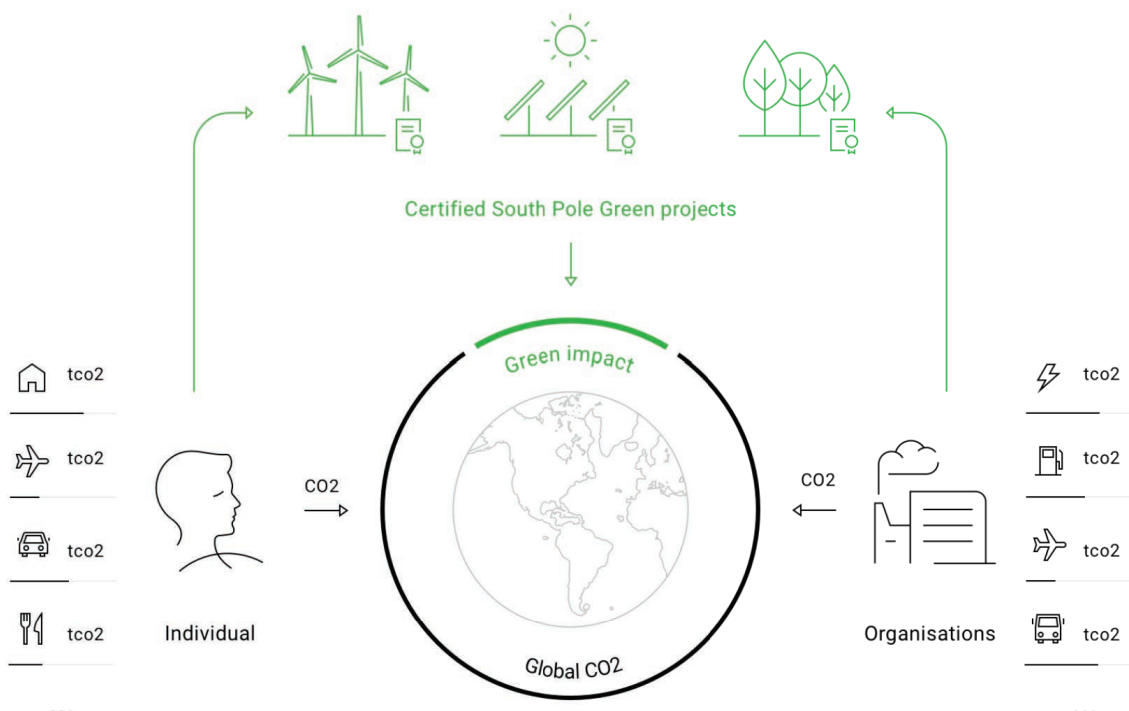 Certified South Pole Green projects
Green impact
tco2
tco2
tco2
tco2
CO2
Individual
Global CO2
CO2
Organisations
tco2
tco2
tco2
tco2